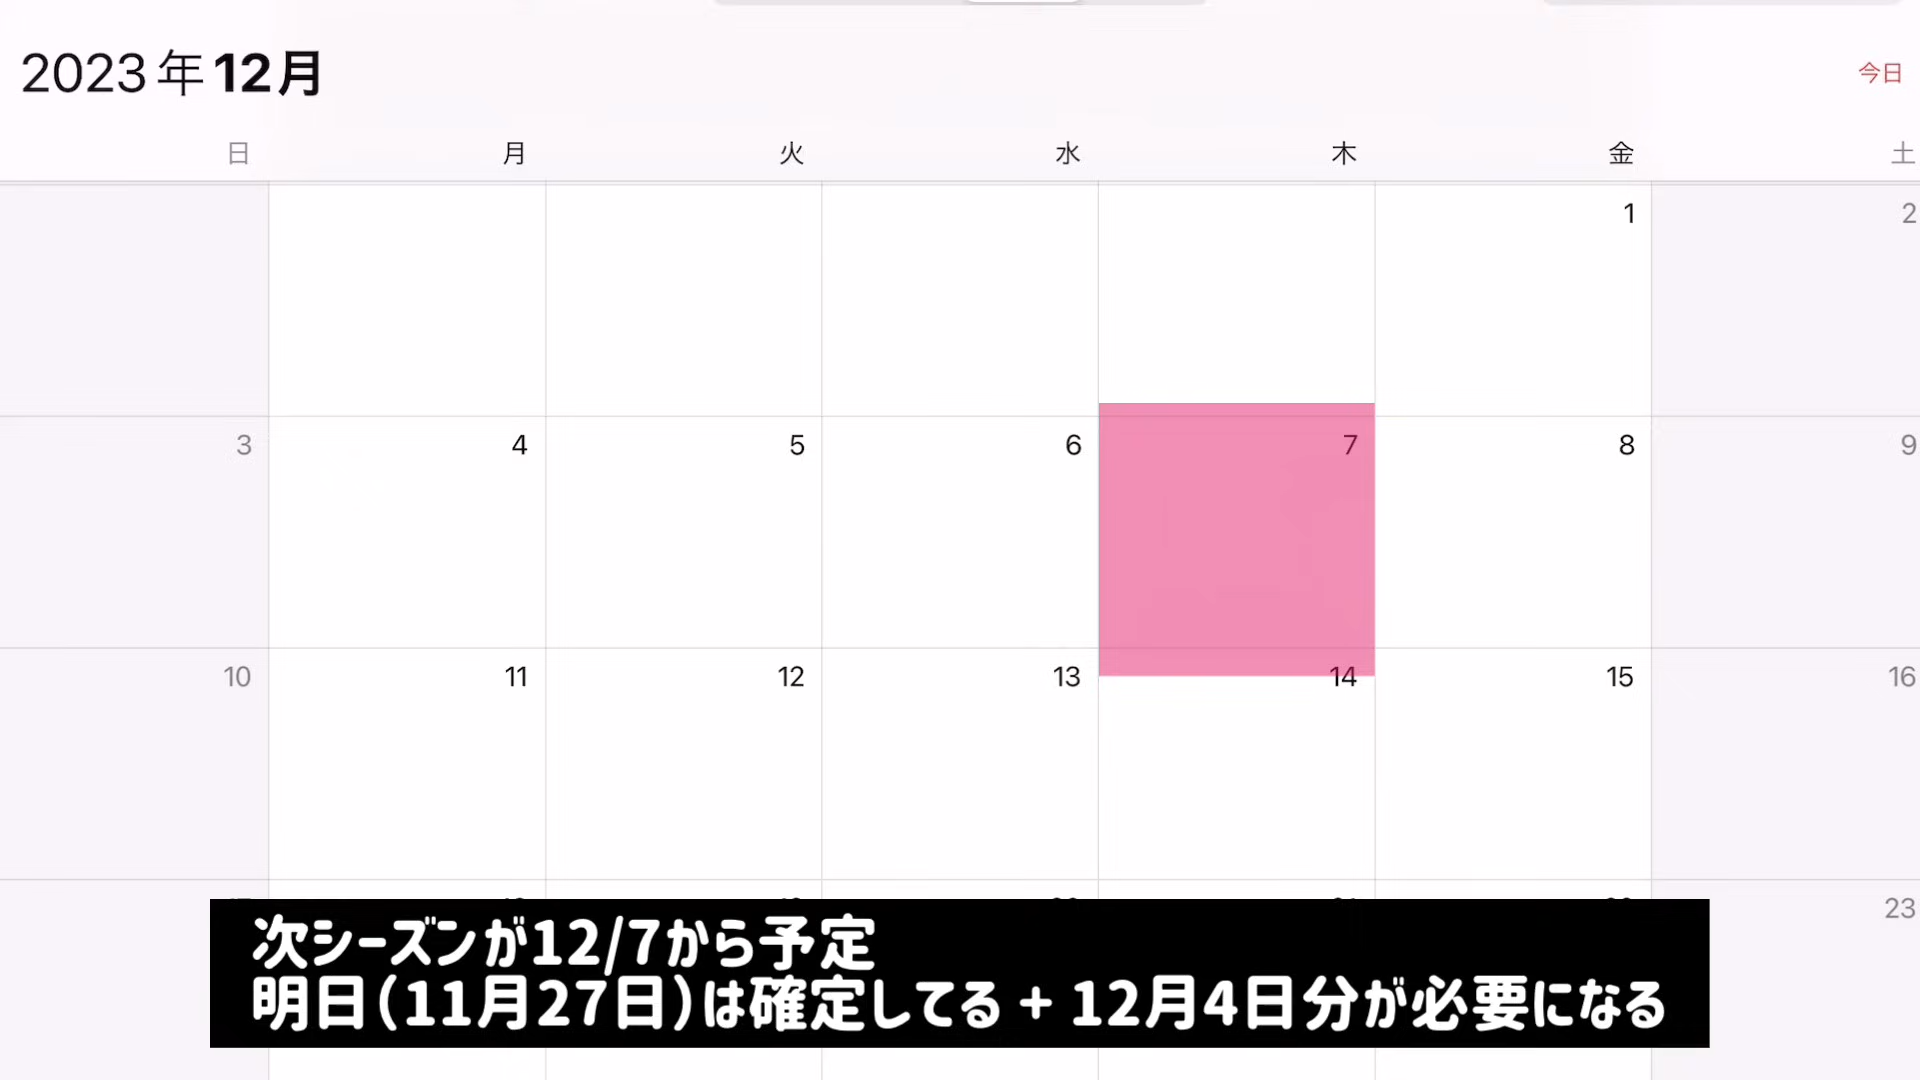 2023年12月
今日
日 月 火 水 木 金 土
1 2
3 4 5 6 7 8 9
10 11 12 13 14 15 16
23
次シーズンが12/7から予定
明日(11月27日)は確定してる + 12月4日分が必要になる